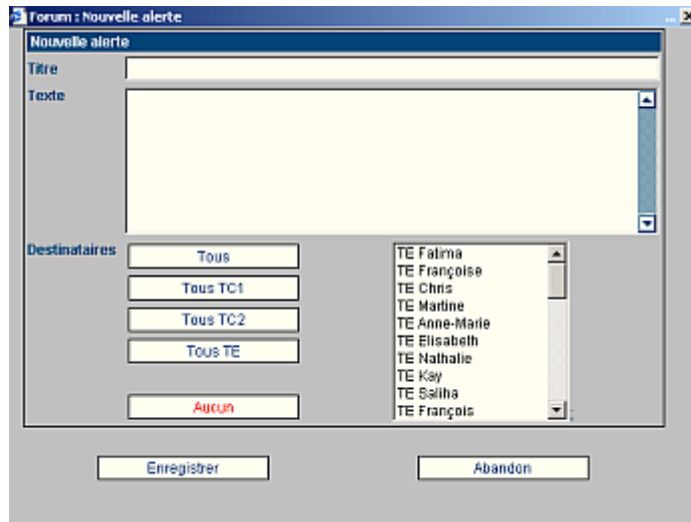 Forum : Nouvelle alerte
Nouvelle alerte
Titre
Texte
Destinataires
Tous
Tous TC1
Tous TC2
Tous TE
Aucun
TE Fatima
TE Françoise
TE Chris
TE Martine
TE Anne-Marie
TE Elisabeth
TE Nathalie
TE Kay
TE Saliha
TE François
Enregistrer
Abandon